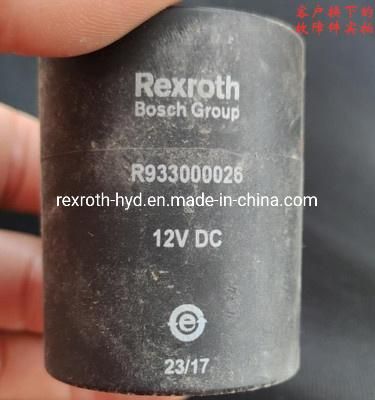 客户换下的
故障件实拍
Rexroth
Bosch Group
R933000026
rexroth-hyd.en.made-in-china.com
12V DC
e
23/17